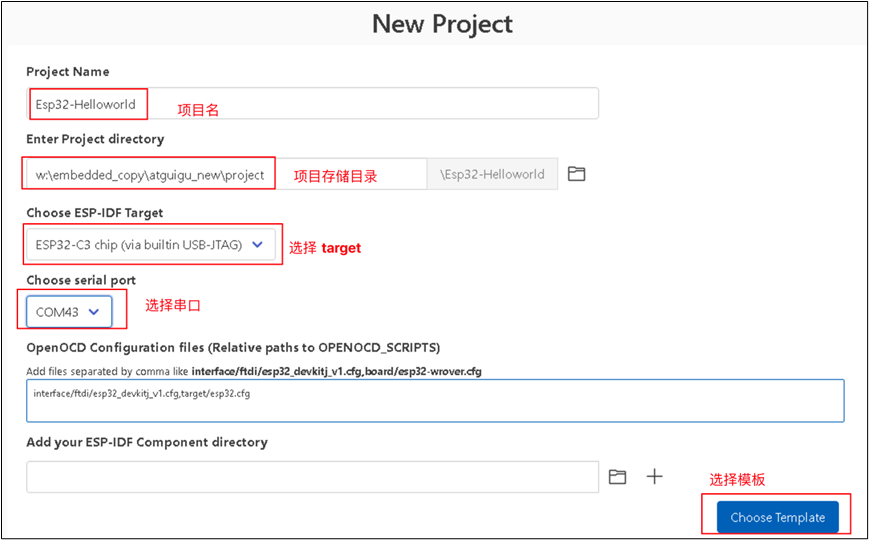 New Project
Project Name
Esp32-Helloworld
项目名
Enter Project directory
w:\embedded_copy\atguigu_new\project
项目存储目录
\Esp32-Helloworld
Choose ESP-IDF Target
ESP32-C3 chip (via builtin USB-JTAG)
选择 target
Choose serial port
COM43
选择串口
OpenOCD Configuration files (Relative paths to OPENOCD_SCRIPTS)
Add files separated by comma like interface/ftdi/esp32_devkitj_v1.cfg,board/esp32-wrover.cfg
interface/ftdi/esp32_devkitj_v1.cfg,target/esp32.cfg
Add your ESP-IDF Component directory
选择模板
Choose Template